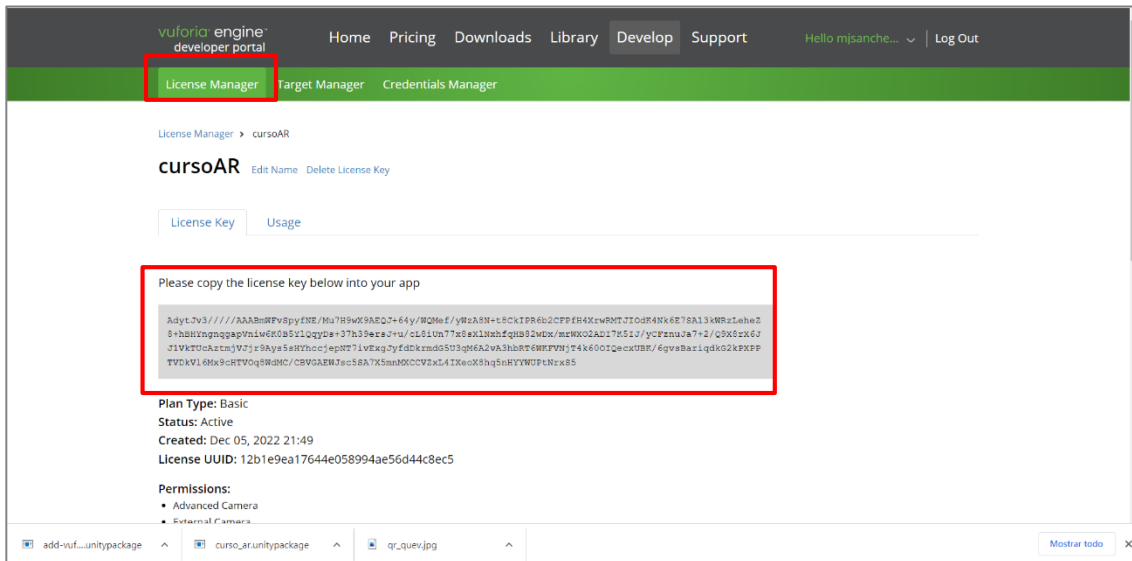 vuforia engine
developer portal
Home Pricing Downloads Library Develop Support Hello mjsanche... Log Out
License Manager Target Manager Credentials Manager
License Manager > cursoAR
cursoAR Edit Name Delete License Key
License Key Usage
Please copy the license key below into your app
Plan Type: Basic
Status: Active
Created: Dec 05, 2022 21:49
License UUID: 12b1e9ea17644e058994ae56d44c8ec5
Permissions:
• Advanced Camera
• External Camera
add-vuf....unitypackage curso_ar.unitypackage qr_quev.jpg Mostrar todo